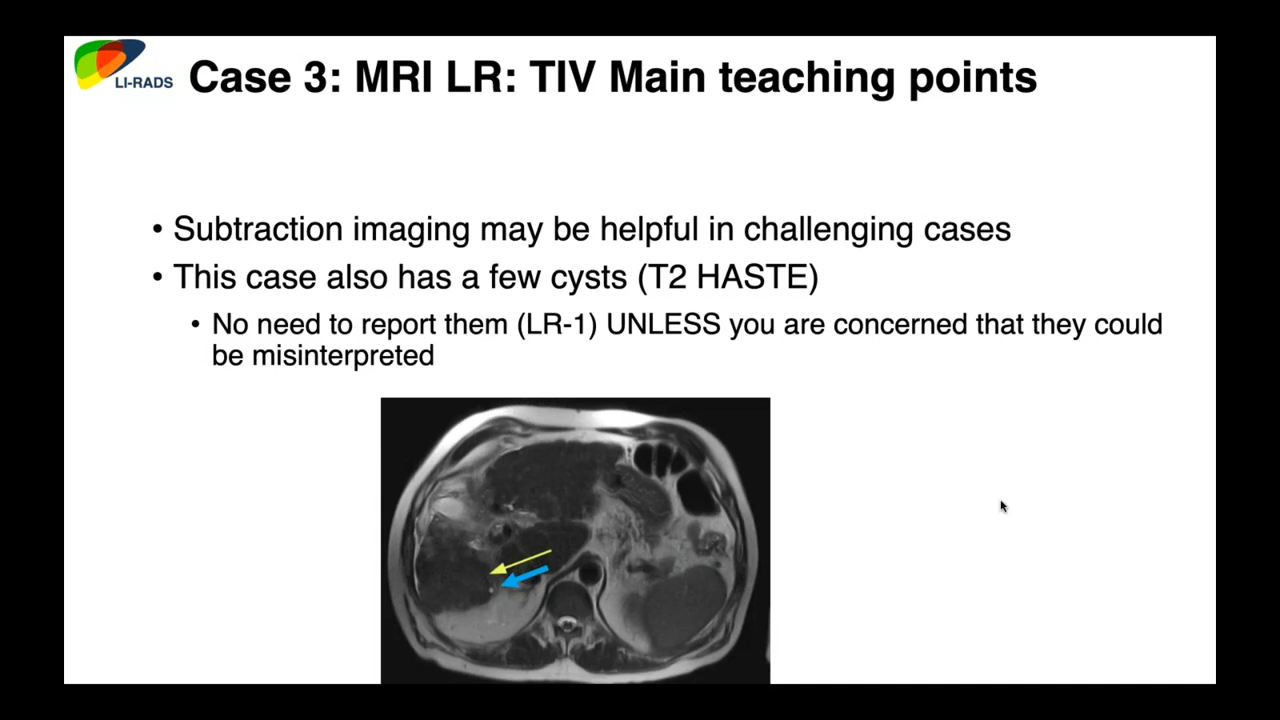 LI-RADS
Case 3: MRI LR: TIV Main teaching points
• Subtraction imaging may be helpful in challenging cases
• This case also has a few cysts (T2 HASTE)
• No need to report them (LR-1) UNLESS you are concerned that they could
be misinterpreted